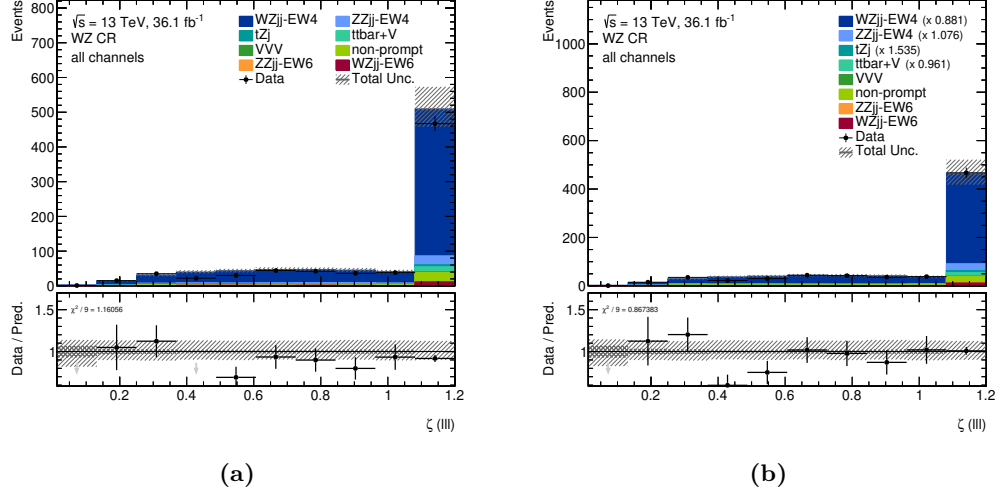 Events
800
700
600
500
400
300
200
100
0
√s = 13 TeV, 36.1 fb⁻¹
WZ CR
all channels
WZjj-EW4
ZZjj-EW4
tZj
ttbar+V
VVV
non-prompt
ZZjj-EW6
WZjj-EW6
Data
Total Unc.
Data / Pred.
1.5
1
χ² / 9 = 1.16056
0.2 0.4 0.6 0.8 1 1.2
ζ (lll)
(a)
Events
1000
800
600
400
200
0
√s = 13 TeV, 36.1 fb⁻¹
WZ CR
all channels
WZjj-EW4 (x 0.881)
ZZjj-EW4 (x 1.076)
tZj (x 1.535)
ttbar+V (x 0.961)
VVV
non-prompt
ZZjj-EW6
WZjj-EW6
Data
Total Unc.
Data / Pred.
1.5
1
χ² / 9 = 0.867383
0.2 0.4 0.6 0.8 1 1.2
ζ (lll)
(b)